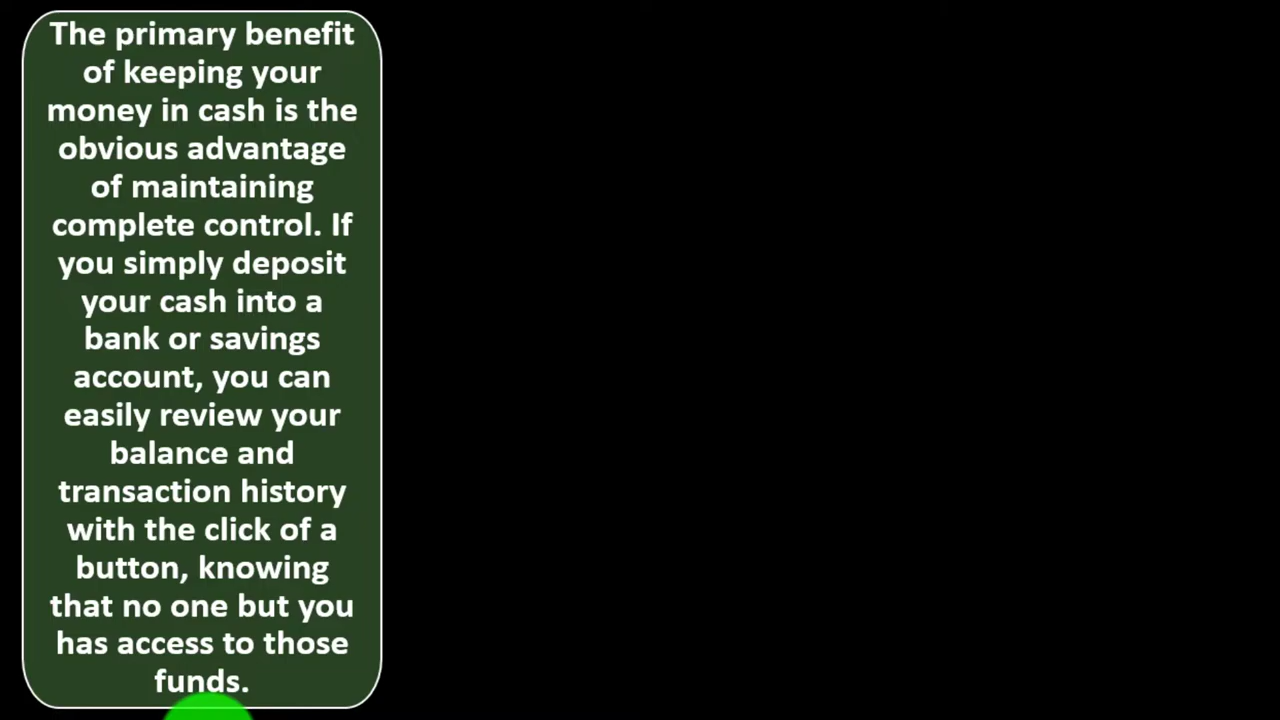 The primary benefit
of keeping your
money in cash is the
obvious advantage
of maintaining
complete control. If
you simply deposit
your cash into a
bank or savings
account, you can
easily review your
balance and
transaction history
with the click of a
button, knowing
that no one but you
has access to those
funds.